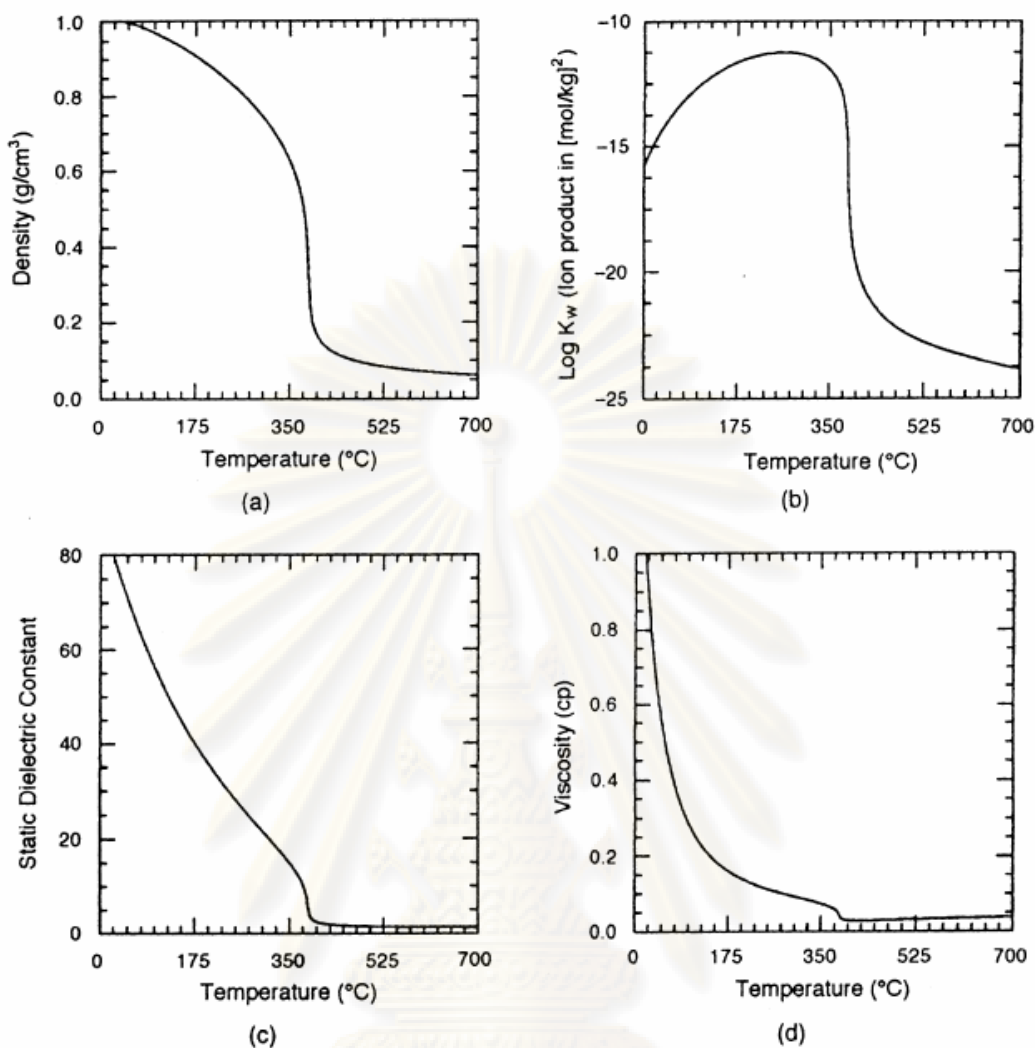 1.0
0.8
0.6
0.4
0.2
0.0
Density (g/cm³)
0 175 350 525 700
Temperature (°C)
(a)
−10
−15
−20
−25
Log K_w (Ion product in [mol/kg]²)
0 175 350 525 700
Temperature (°C)
(b)
80
60
40
20
0
Static Dielectric Constant
0 175 350 525 700
Temperature (°C)
(c)
1.0
0.8
0.6
0.4
0.2
0.0
Viscosity (cp)
0 175 350 525 700
Temperature (°C)
(d)